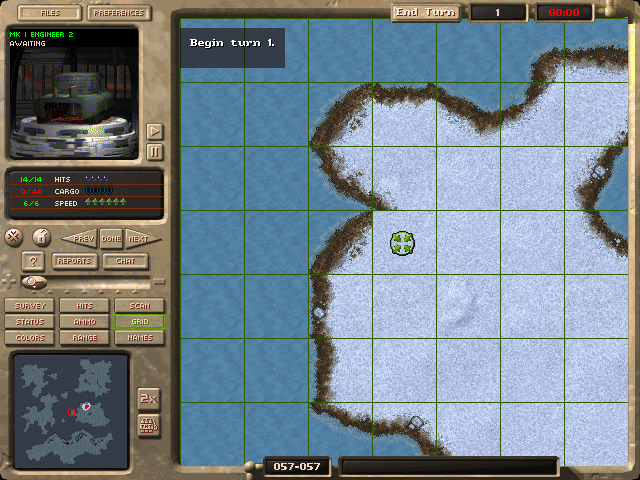 FILES
PREFERENCES
End Turn
1
00:00
MK I ENGINEER 2
AWAITING
Begin turn 1.
14/14 HITS
0/40 CARGO
6/6 SPEED
PREV
DONE
NEXT
?
REPORTS
CHAT
SURVEY
HITS
SCAN
STATUS
AMMO
GRID
COLORS
RANGE
NAMES
2x
057-057